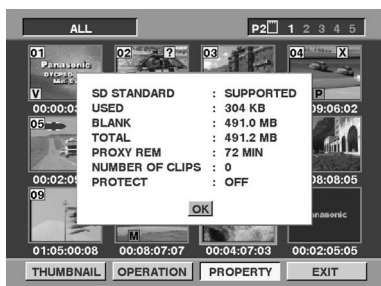 ALL P2 1 2 3 4 5
01 02 ? 03 04 X
Panasonic
V P
00:00:0 09:06:02
SD STANDARD : SUPPORTED
USED : 304 KB
BLANK : 491.0 MB
TOTAL : 491.2 MB
PROXY REM : 72 MIN
NUMBER OF CLIPS : 0
PROTECT : OFF
OK
05
00:02:0 08:08:05
09 M
01:05:00:08 00:08:07:07 00:04:07:03 00:02:05:05
THUMBNAIL OPERATION PROPERTY EXIT